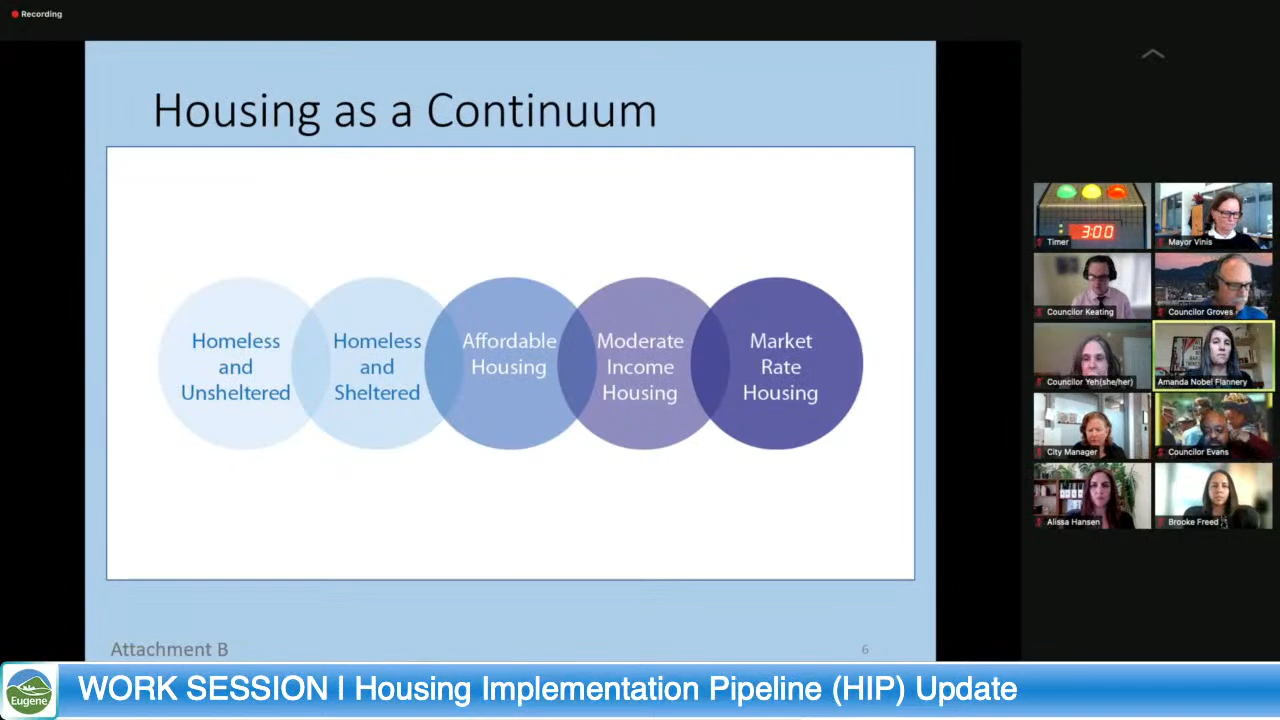 Recording
Housing as a Continuum
Homeless
and
Unsheltered
Homeless
and
Sheltered
Affordable
Housing
Moderate
Income
Housing
Market
Rate
Housing
Attachment B
6
3:00
Timer
Mayor Vinis
Councilor Keating
Councilor Groves
Councilor Yeh(she/her)
Amanda Nobel Flannery
City Manager
Councilor Evans
Alissa Hansen
Brooke Freed
Eugene
WORK SESSION | Housing Implementation Pipeline (HIP) Update